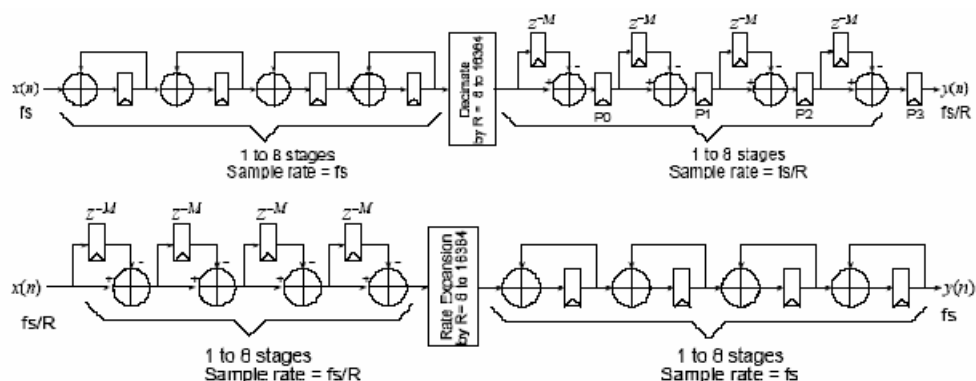 z⁻ᴹ z⁻ᴹ z⁻ᴹ z⁻ᴹ
x(n)
fs
Decimate
by R = 8 to 16384
- - - -
+ + + +
P0 P1 P2 P3
y(n)
fs/R
1 to 8 stages
Sample rate = fs
1 to 8 stages
Sample rate = fs/R
z⁻ᴹ z⁻ᴹ z⁻ᴹ z⁻ᴹ
x(n)
fs/R
- - - -
+ + + +
Rate Expansion
by R= 8 to 16384
y(n)
fs
1 to 8 stages
Sample rate = fs/R
1 to 8 stages
Sample rate = fs